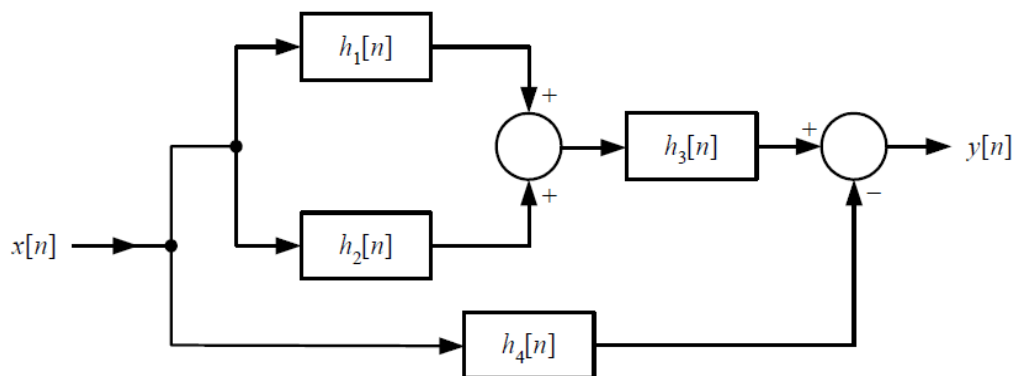 h₁[n]
+
h₃[n]
+
y[n]
+
−
x[n]
h₂[n]
h₄[n]